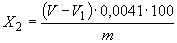 X₂ = (V − V₁) · 0,0041 · 100 / m